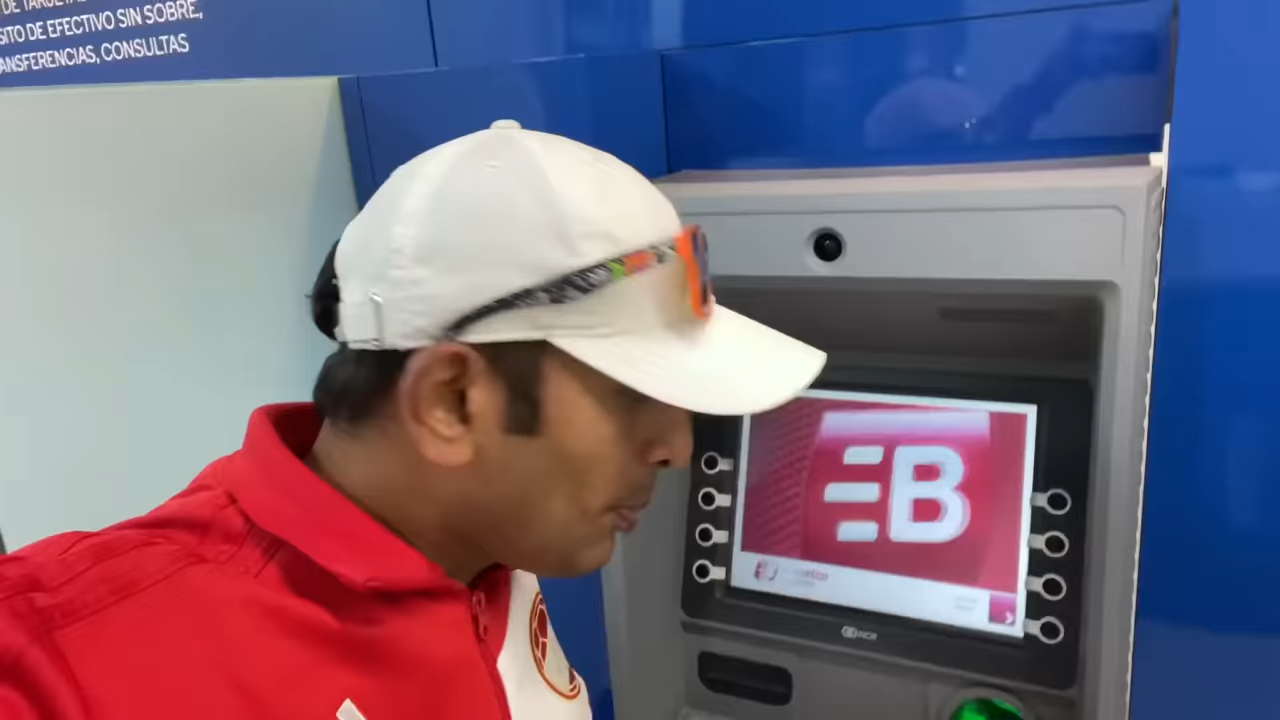 SITO DE EFECTIVO SIN SOBRE,
ANSFERENCIAS, CONSULTAS
B
NCR